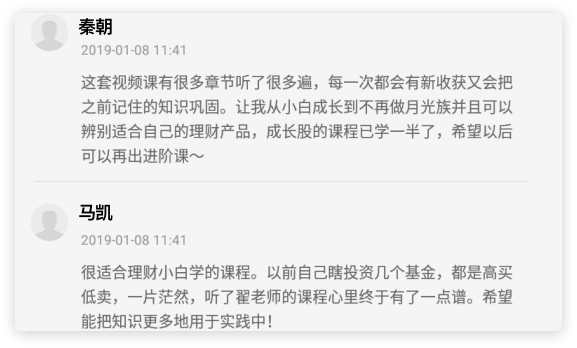 秦朝
2019-01-08 11:41
这套视频课有很多章节听了很多遍，每一次都会有新收获又会把
之前记住的知识巩固。让我从小白成长到不再做月光族并且可以
辨别适合自己的理财产品，成长股的课程已学一半了，希望以后
可以再出进阶课～
马凯
2019-01-08 11:41
很适合理财小白学的课程。以前自己瞎投资几个基金，都是高买
低卖，一片茫然，听了翟老师的课程心里终于有了一点谱。希望
能把知识更多地用于实践中！